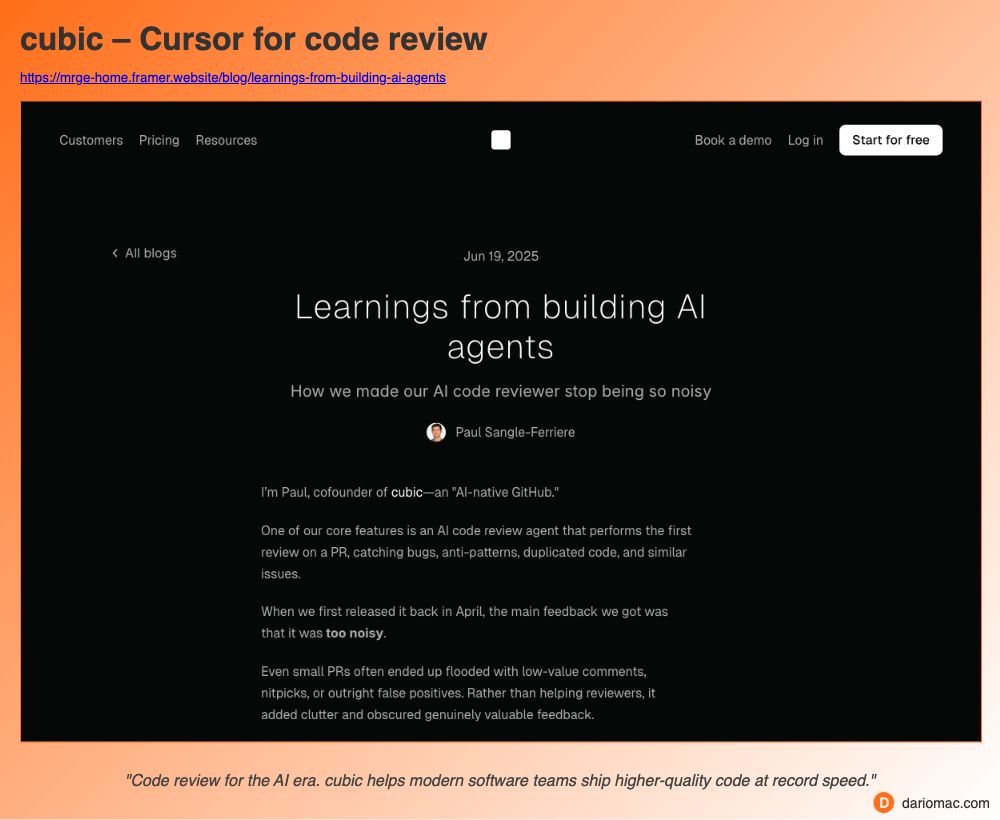 cubic – Cursor for code review
https://mrge-home.framer.website/blog/learnings-from-building-ai-agents
Customers Pricing Resources Book a demo Log in Start for free
All blogs
Jun 19, 2025
Learnings from building AI
agents
How we made our AI code reviewer stop being so noisy
Paul Sangle-Ferriere
I'm Paul, cofounder of cubic—an "AI-native GitHub."
One of our core features is an AI code review agent that performs the first
review on a PR, catching bugs, anti-patterns, duplicated code, and similar
issues.
When we first released it back in April, the main feedback we got was
that it was too noisy.
Even small PRs often ended up flooded with low-value comments,
nitpicks, or outright false positives. Rather than helping reviewers, it
added clutter and obscured genuinely valuable feedback.
"Code review for the AI era. cubic helps modern software teams ship higher-quality code at record speed."
D dariomac.com